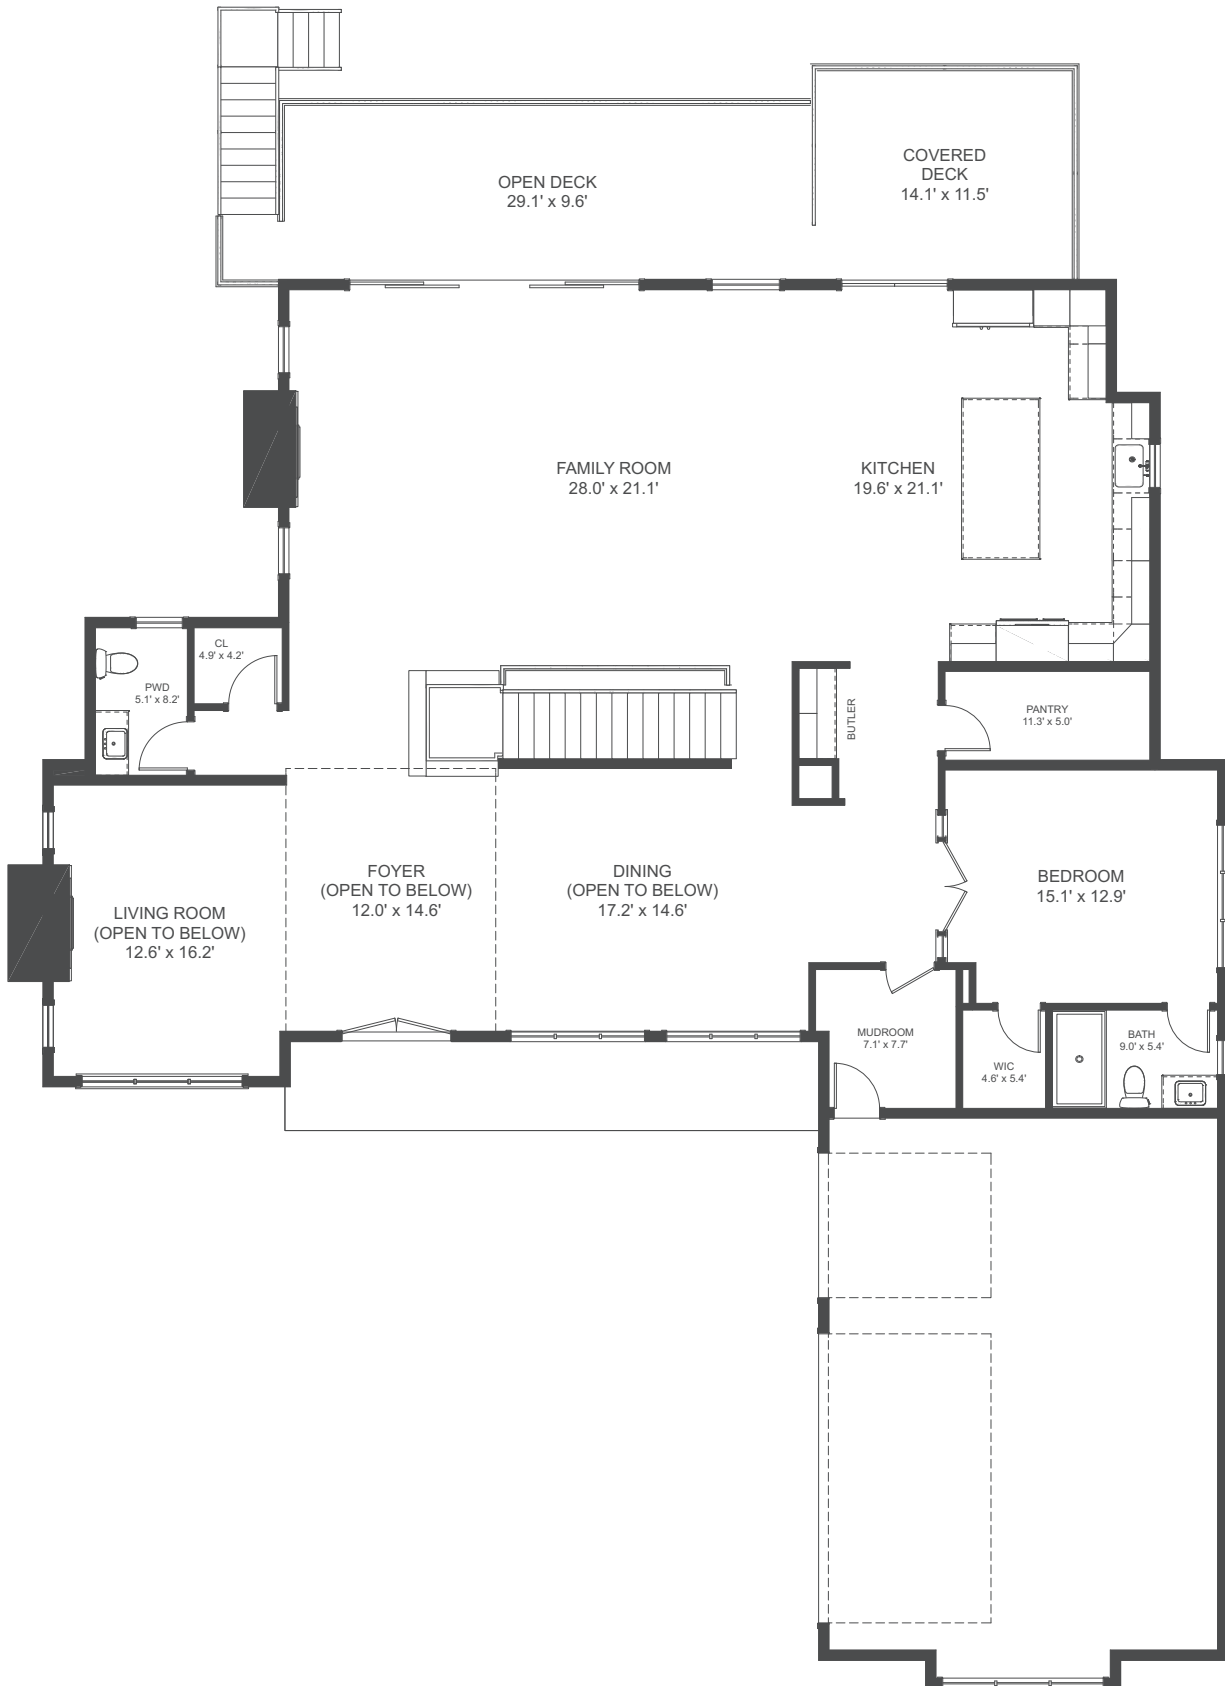 OPEN DECK
29.1' x 9.6'
COVERED
DECK
14.1' x 11.5'
FAMILY ROOM
28.0' x 21.1'
KITCHEN
19.6' x 21.1'
CL
4.9' x 4.2'
PWD
5.1' x 8.2'
BUTLER
PANTRY
11.3' x 5.0'
LIVING ROOM
(OPEN TO BELOW)
12.6' x 16.2'
FOYER
(OPEN TO BELOW)
12.0' x 14.6'
DINING
(OPEN TO BELOW)
17.2' x 14.6'
BEDROOM
15.1' x 12.9'
MUDROOM
7.1' x 7.7'
WIC
4.6' x 5.4'
BATH
9.0' x 5.4'